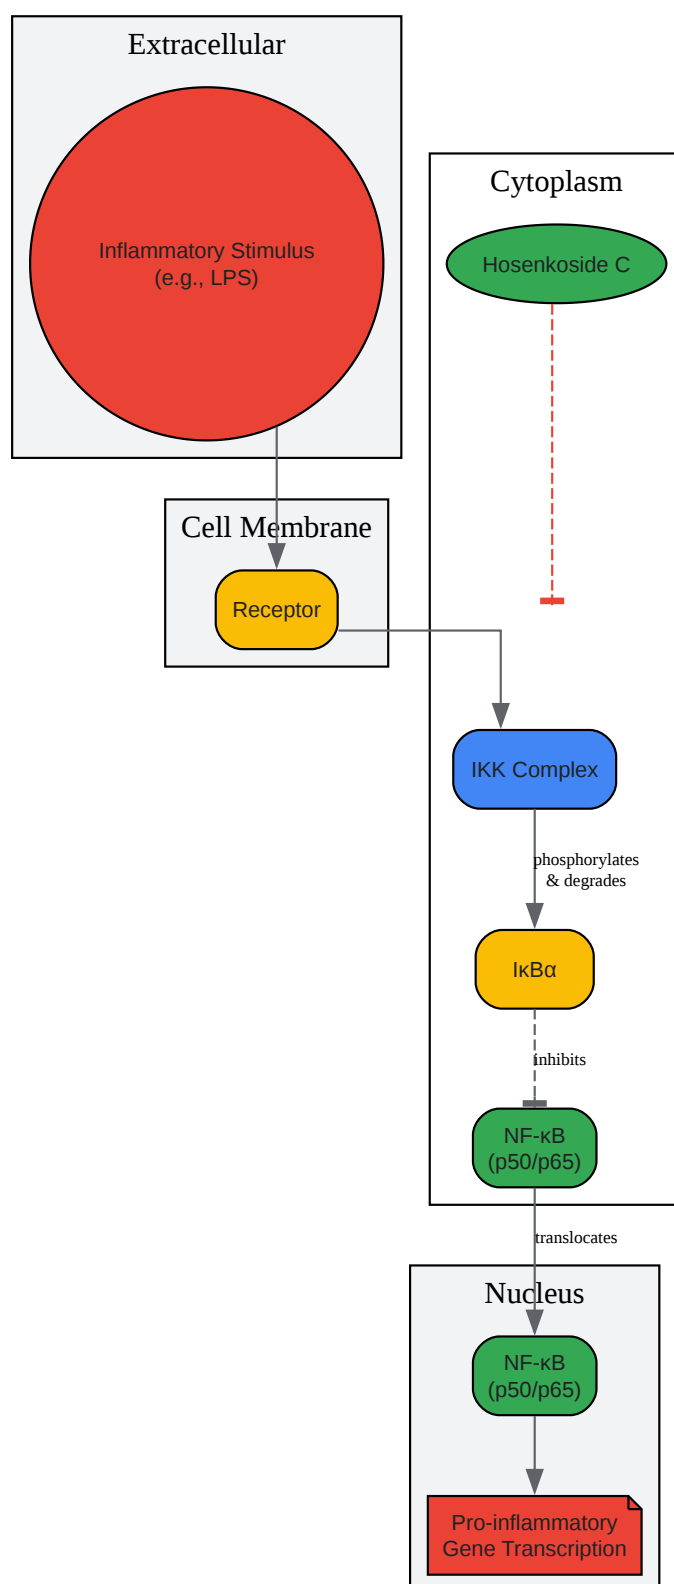 Extracellular
Inflammatory Stimulus
(e.g., LPS)
Cytoplasm
Hosenkoside C
Cell Membrane
Receptor
IKK Complex
phosphorylates
& degrades
IκBα
inhibits
NF-κB
(p50/p65)
translocates
Nucleus
NF-κB
(p50/p65)
Pro-inflammatory
Gene Transcription